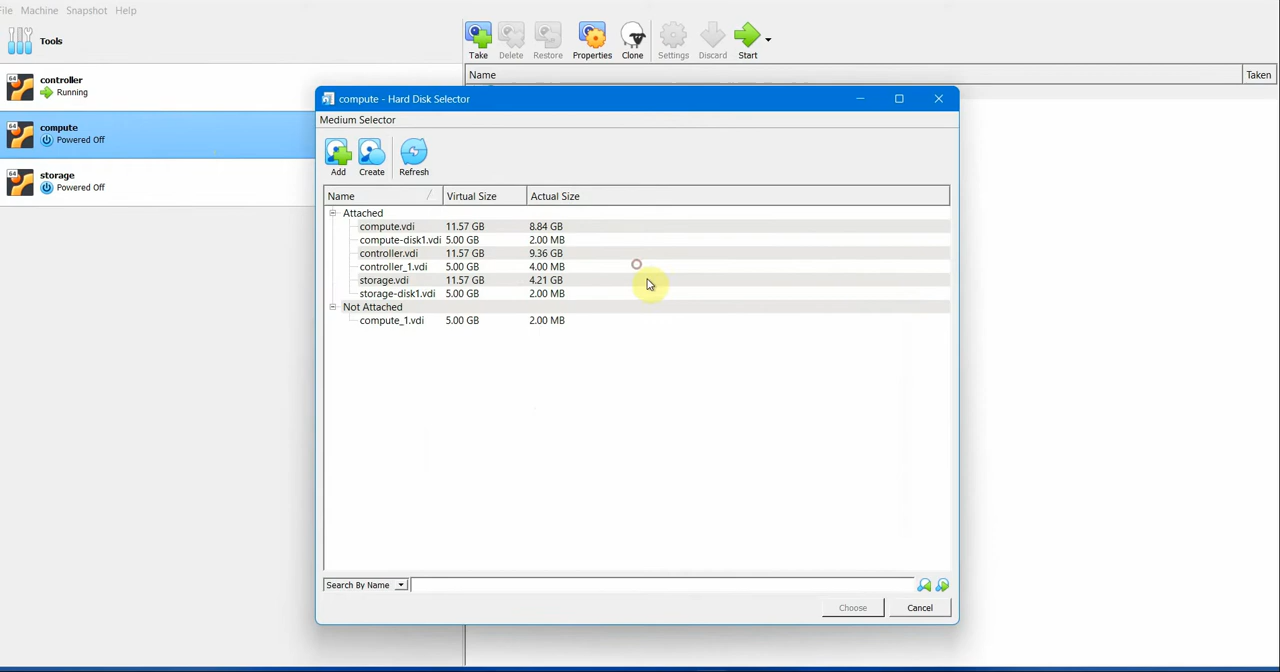 File Machine Snapshot Help
Tools
Take Delete Restore Properties Clone Settings Discard Start
64 controller
Running
64 compute
Powered Off
64 storage
Powered Off
Name Taken
compute - Hard Disk Selector
Medium Selector
Add Create Refresh
Name Virtual Size Actual Size
Attached
compute.vdi 11.57 GB 8.84 GB
compute-disk1.vdi 5.00 GB 2.00 MB
controller.vdi 11.57 GB 9.36 GB
controller_1.vdi 5.00 GB 4.00 MB
storage.vdi 11.57 GB 4.21 GB
storage-disk1.vdi 5.00 GB 2.00 MB
Not Attached
compute_1.vdi 5.00 GB 2.00 MB
Search By Name
Choose Cancel